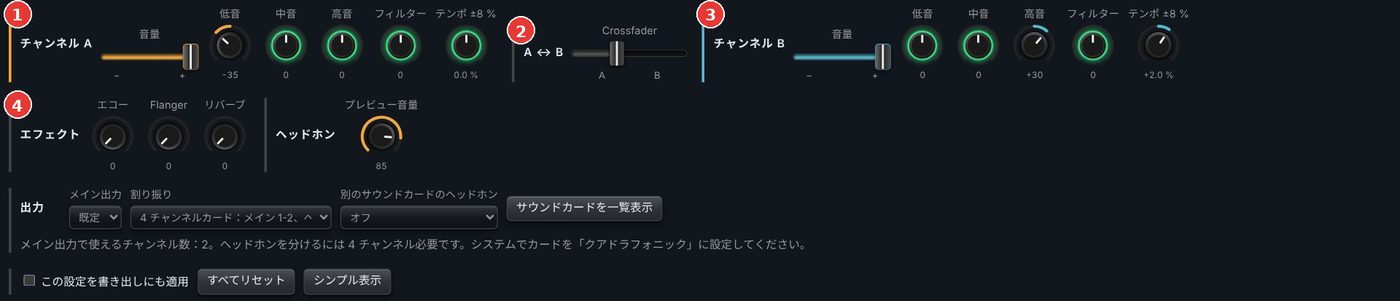 1
チャンネル A
音量
− +
低音
-35
中音
0
高音
0
フィルター
0
テンポ ±8 %
0.0 %
2
A ↔ B
Crossfader
A B
3
チャンネル B
音量
− +
低音
0
中音
0
高音
+30
フィルター
0
テンポ ±8 %
+2.0 %
4
エフェクト
エコー
0
Flanger
0
リバーブ
0
ヘッドホン
プレビュー音量
85
出力
メイン出力
既定
割り振り
4 チャンネルカード：メイン 1-2、ヘ
別のサウンドカードのヘッドホン
オフ
サウンドカードを一覧表示
メイン出力で使えるチャンネル数：2。ヘッドホンを分けるには 4 チャンネル必要です。システムでカードを「クアドラフォニック」に設定してください。
この設定を書き出しにも適用
すべてリセット
シンプル表示